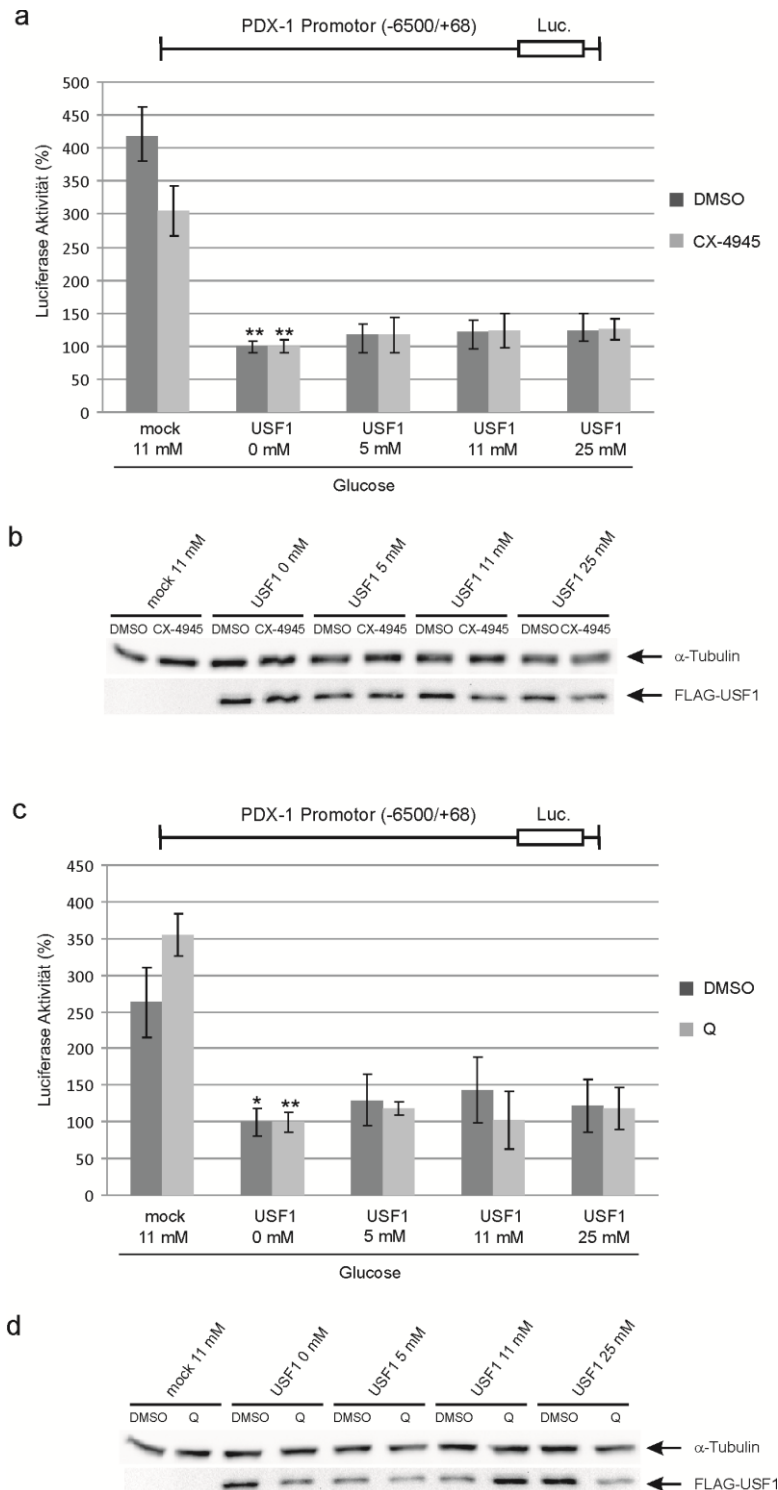 a
PDX-1 Promotor (-6500/+68) Luc.
Luciferase Aktivität (%)
500
450
400
350
300
250
200
150
100
50
0
** **
DMSO
CX-4945
mock USF1 USF1 USF1 USF1
11 mM 0 mM 5 mM 11 mM 25 mM
Glucose
b
mock 11 mM USF1 0 mM USF1 5 mM USF1 11 mM USF1 25 mM
DMSO CX-4945 DMSO CX-4945 DMSO CX-4945 DMSO CX-4945 DMSO CX-4945
α-Tubulin
FLAG-USF1
c
PDX-1 Promotor (-6500/+68) Luc.
Luciferase Aktivität (%)
450
400
350
300
250
200
150
100
50
0
* **
DMSO
Q
mock USF1 USF1 USF1 USF1
11 mM 0 mM 5 mM 11 mM 25 mM
Glucose
d
mock 11 mM USF1 0 mM USF1 5 mM USF1 11 mM USF1 25 mM
DMSO Q DMSO Q DMSO Q DMSO Q DMSO Q
α-Tubulin
FLAG-USF1